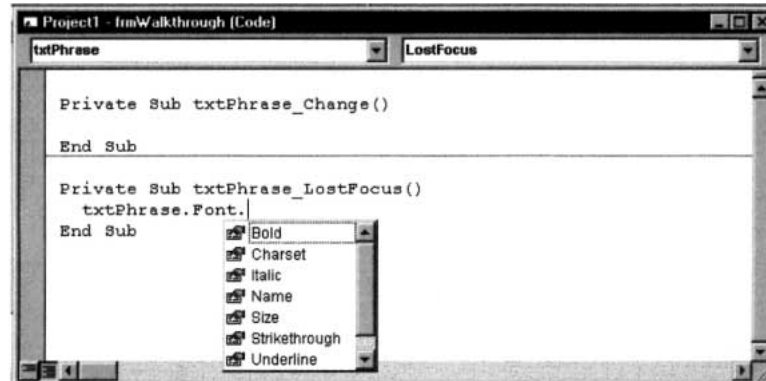 Project1 - frmWalkthrough (Code)
txtPhrase
LostFocus
Private Sub txtPhrase_Change()
End Sub
Private Sub txtPhrase_LostFocus()
txtPhrase.Font.
End Sub
Bold
Charset
Italic
Name
Size
Strikethrough
Underline